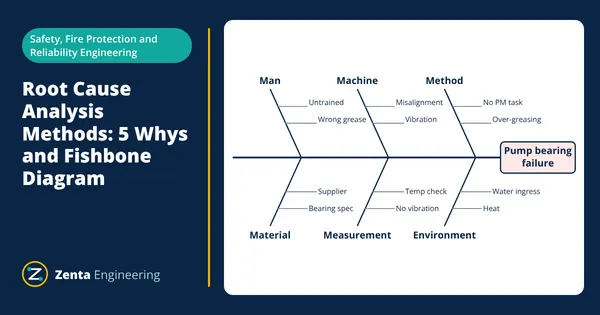 Safety, Fire Protection and
Reliability Engineering
Root Cause
Analysis
Methods: 5 Whys
and Fishbone
Diagram
Zenta Engineering
Man
Machine
Method
Untrained
Misalignment
No PM task
Wrong grease
Vibration
Over-greasing
Pump bearing
failure
Supplier
Temp check
Water ingress
Bearing spec
No vibration
Heat
Material
Measurement
Environment